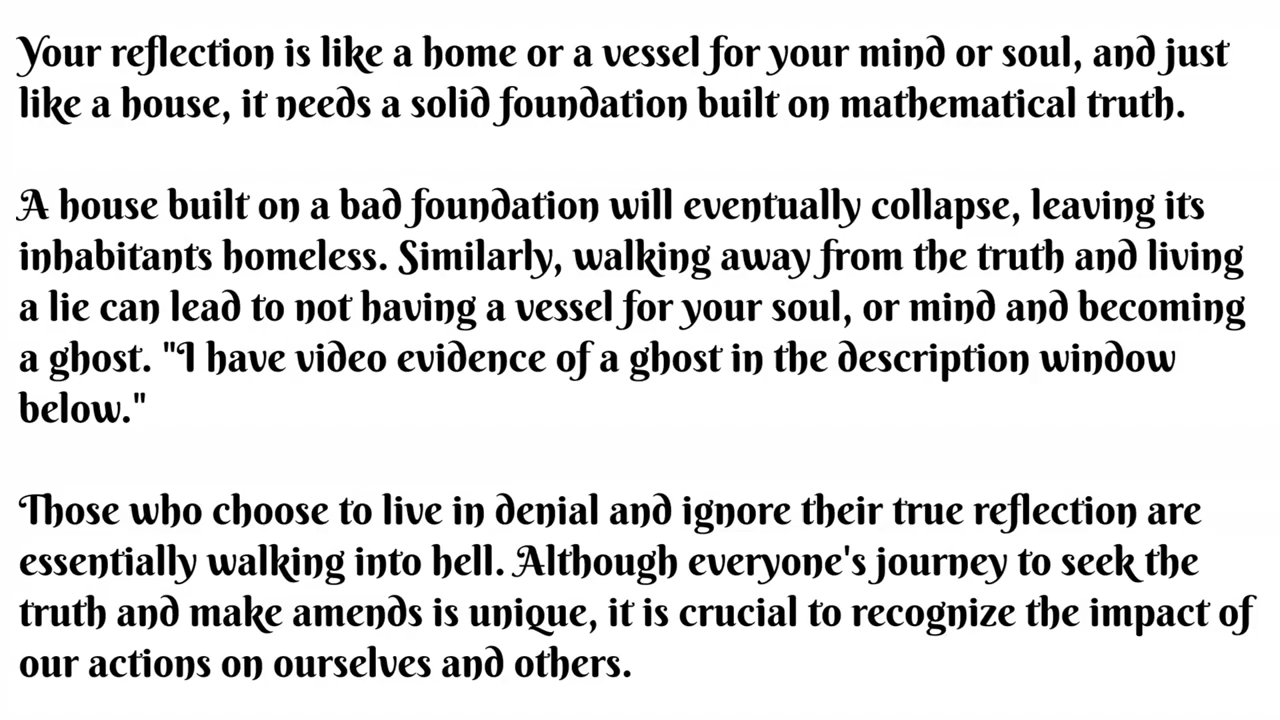 Your reflection is like a home or a vessel for your mind or soul, and just
like a house, it needs a solid foundation built on mathematical truth.
A house built on a bad foundation will eventually collapse, leaving its
inhabitants homeless. Similarly, walking away from the truth and living
a lie can lead to not having a vessel for your soul, or mind and becoming
a ghost. "I have video evidence of a ghost in the description window
below."
Those who choose to live in denial and ignore their true reflection are
essentially walking into hell. Although everyone's journey to seek the
truth and make amends is unique, it is crucial to recognize the impact of
our actions on ourselves and others.